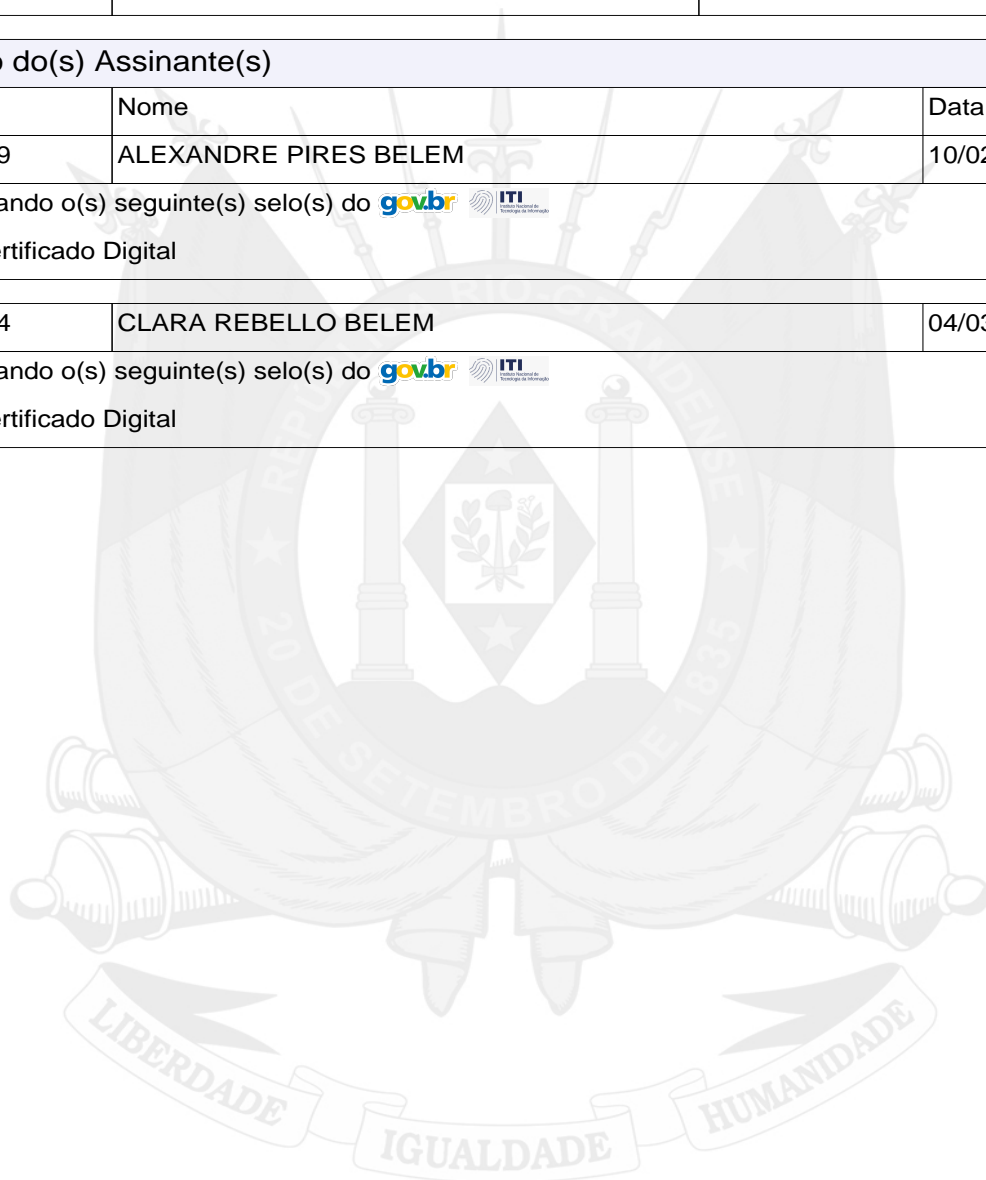 o do(s) Assinante(s)
Nome Data
9 ALEXANDRE PIRES BELEM 10/02
ando o(s) seguinte(s) selo(s) do gov.br ITI
ertificado Digital
4 CLARA REBELLO BELEM 04/03
ando o(s) seguinte(s) selo(s) do gov.br ITI
ertificado Digital
REPUBLICA RIO-GRANDENSE
20 DE SETEMBRO DE 1835
LIBERDADE
IGUALDADE
HUMANIDADE